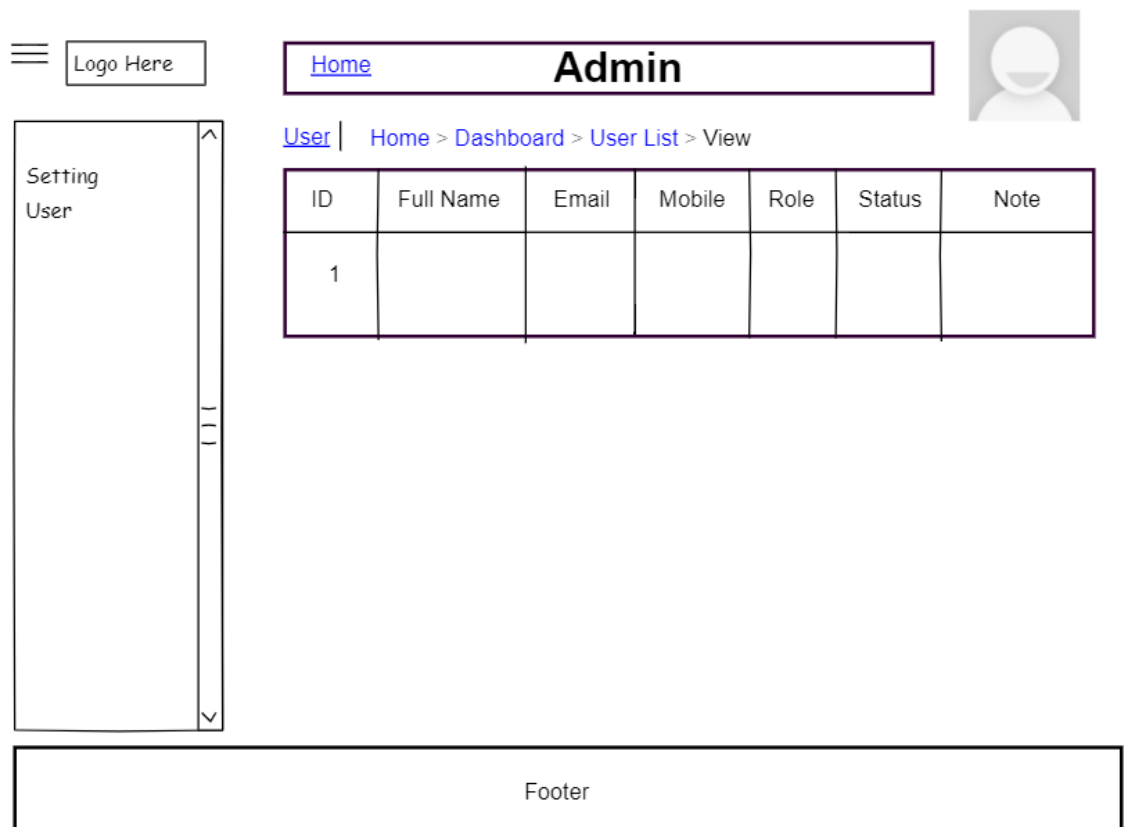 Logo Here
Home Admin
User | Home > Dashboard > User List > View
Setting
User
ID Full Name Email Mobile Role Status Note
1
Footer